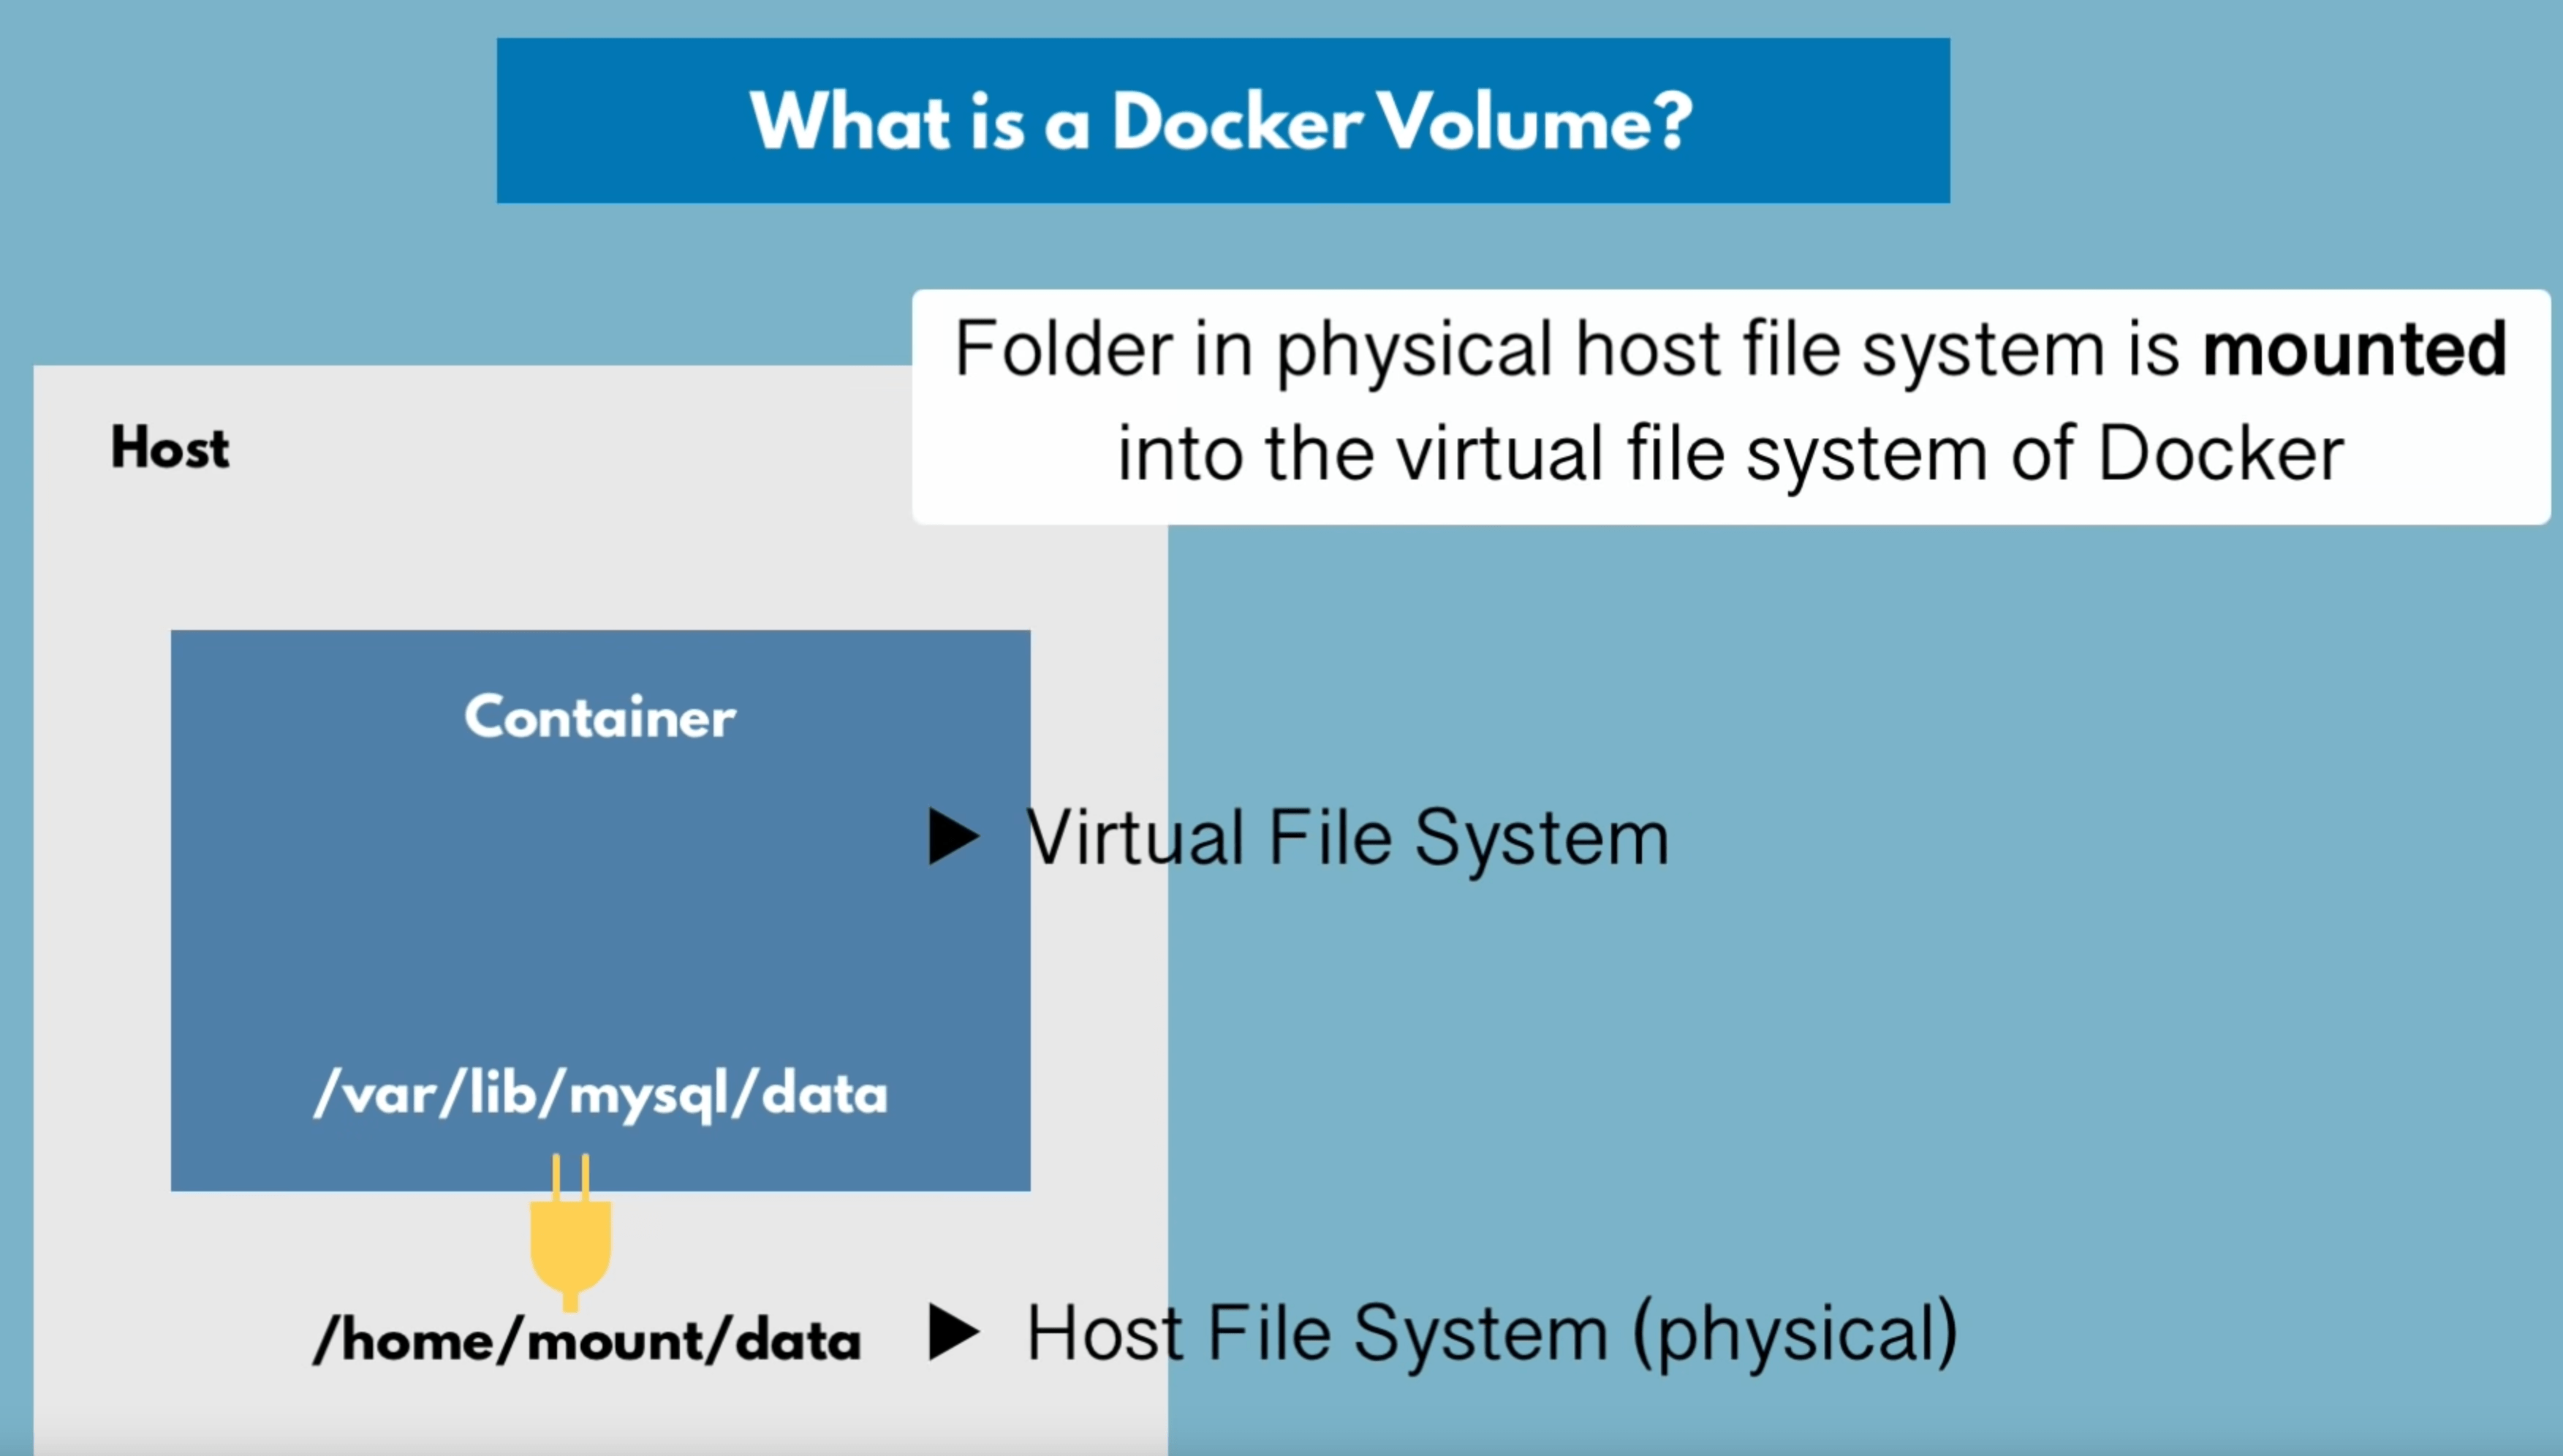 What is a Docker Volume?
Folder in physical host file system is mounted
into the virtual file system of Docker
Host
Container
Virtual File System
/var/lib/mysql/data
/home/mount/data
Host File System (physical)